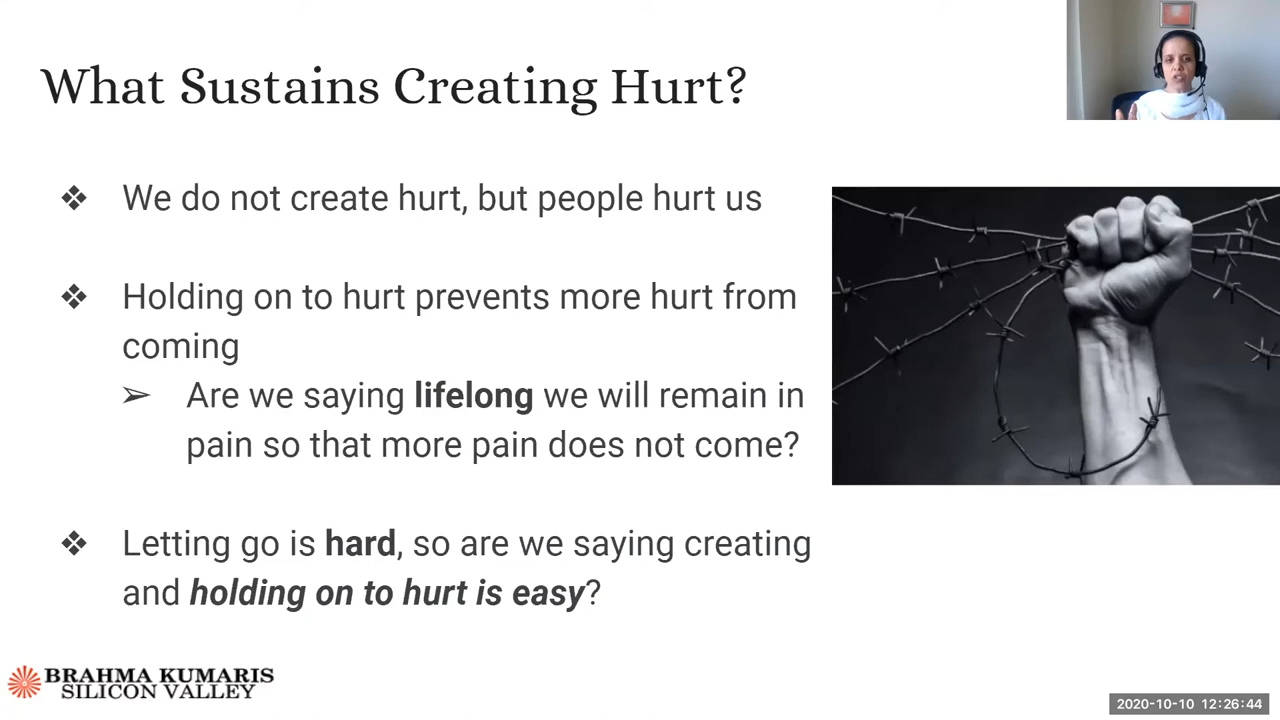 What Sustains Creating Hurt?
❖ We do not create hurt, but people hurt us
❖ Holding on to hurt prevents more hurt from
coming
➢ Are we saying lifelong we will remain in
pain so that more pain does not come?
❖ Letting go is hard, so are we saying creating
and holding on to hurt is easy?
BRAHMA KUMARIS
SILICON VALLEY
2020-10-10 12:26:44